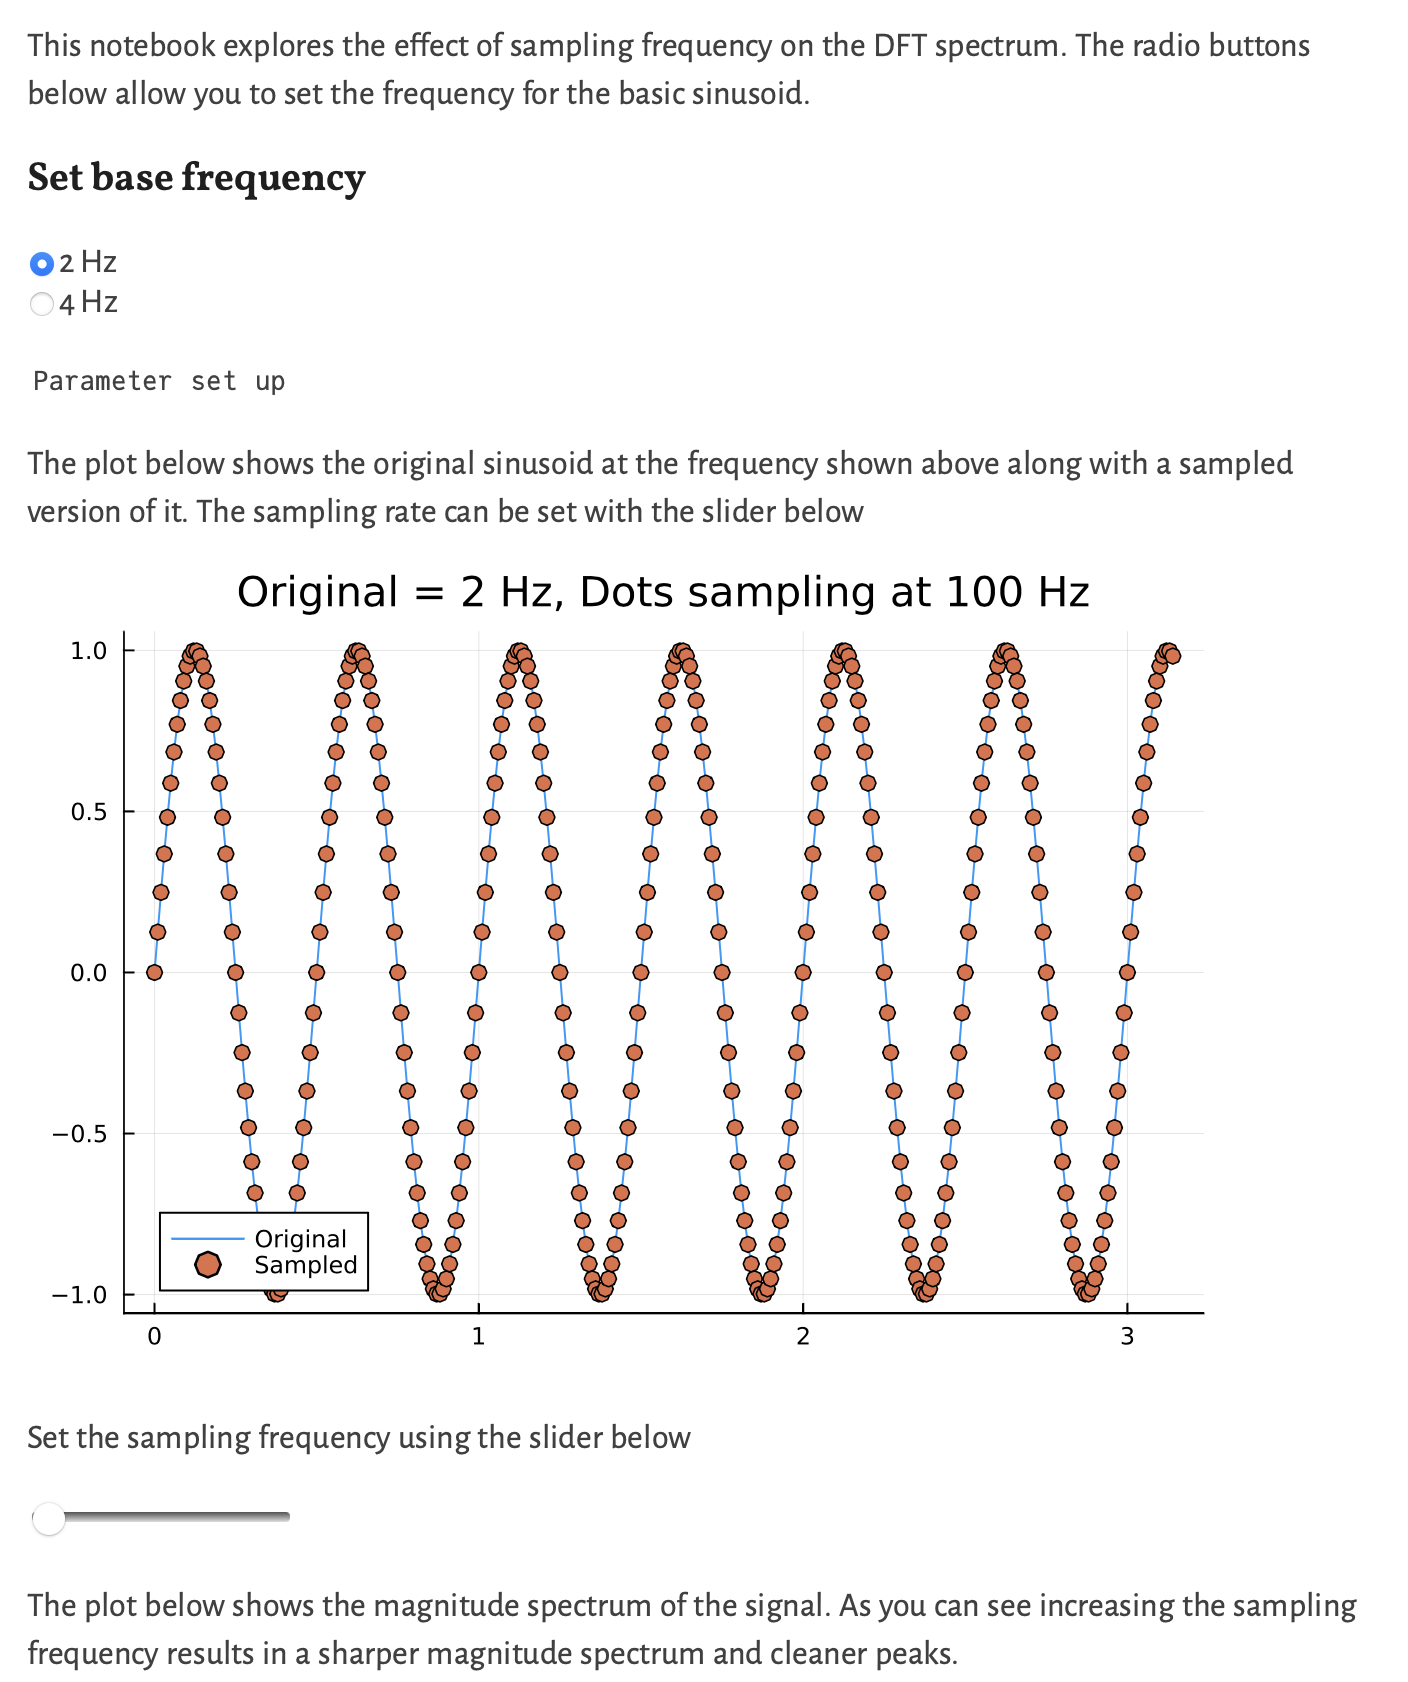 This notebook explores the effect of sampling frequency on the DFT spectrum. The radio buttons
below allow you to set the frequency for the basic sinusoid.
Set base frequency
2 Hz
4 Hz
Parameter set up
The plot below shows the original sinusoid at the frequency shown above along with a sampled
version of it. The sampling rate can be set with the slider below
Original = 2 Hz, Dots sampling at 100 Hz
1.0
0.5
0.0
−0.5
−1.0
Original
Sampled
0 1 2 3
Set the sampling frequency using the slider below
The plot below shows the magnitude spectrum of the signal. As you can see increasing the sampling
frequency results in a sharper magnitude spectrum and cleaner peaks.